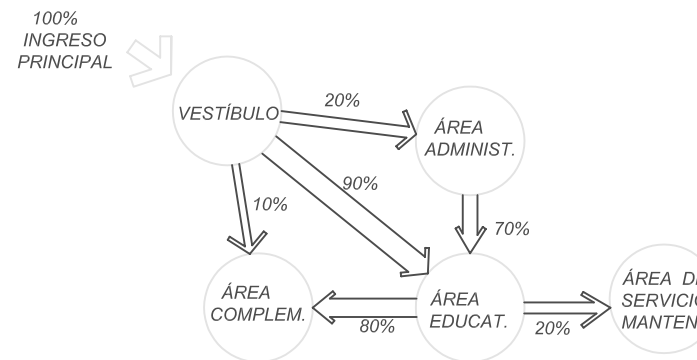 100%
INGRESO
PRINCIPAL
VESTÍBULO
20%
ÁREA
ADMINIST.
90%
10%
70%
ÁREA
COMPLEM.
80%
ÁREA
EDUCAT.
20%
ÁREA